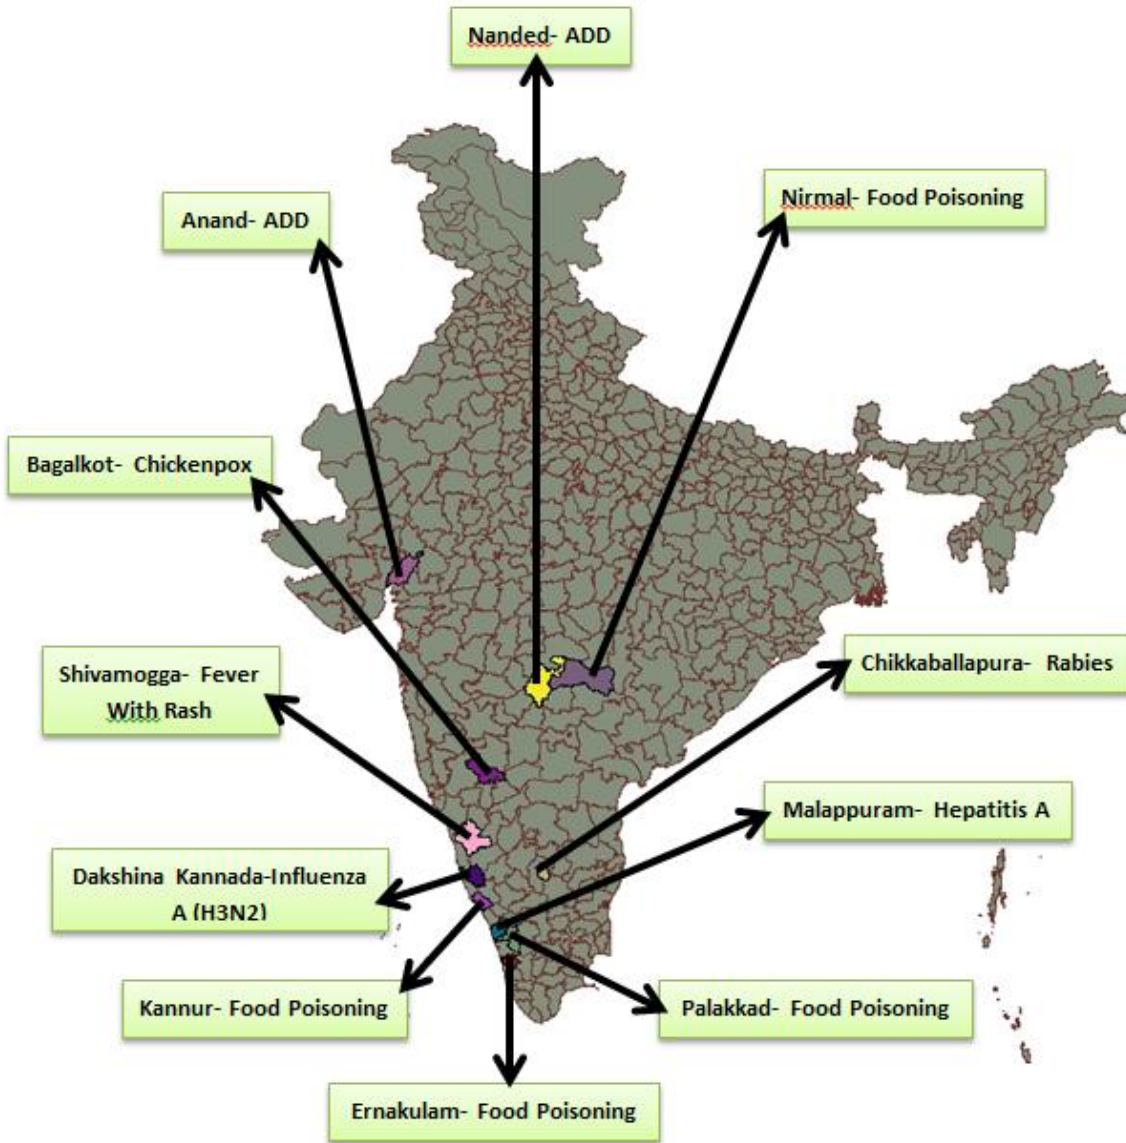 Nanded- ADD
Nirmal- Food Poisoning
Anand- ADD
Bagalkot- Chickenpox
Chikkaballapura- Rabies
Shivamogga- Fever
With Rash
Malappuram- Hepatitis A
Dakshina Kannada-Influenza
A (H3N2)
Kannur- Food Poisoning
Palakkad- Food Poisoning
Ernakulam- Food Poisoning